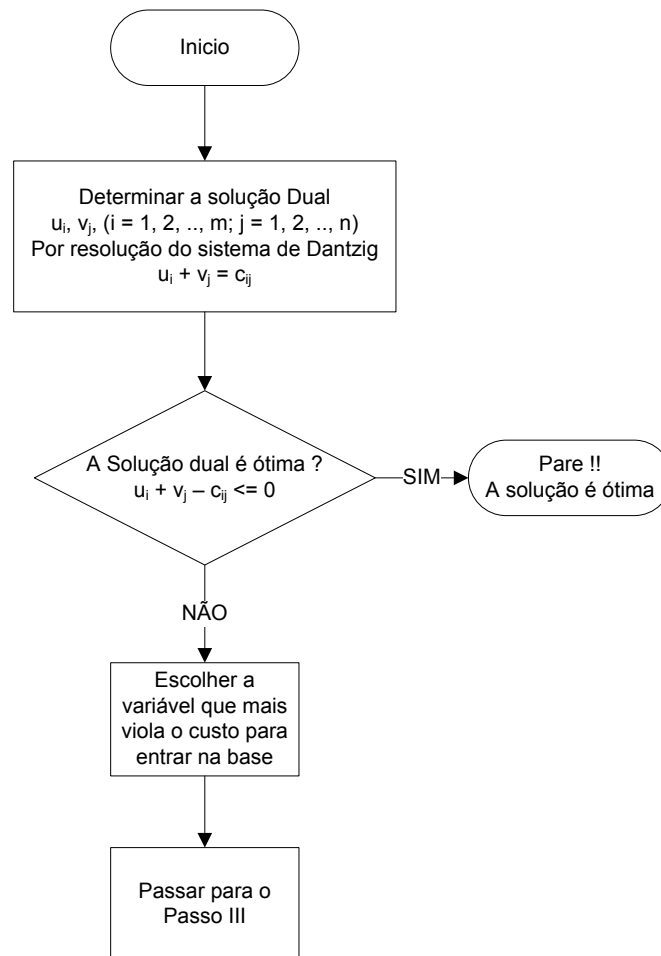 Inicio
Determinar a solução Dual
uᵢ, vⱼ, (i = 1, 2, .., m; j = 1, 2, .., n)
Por resolução do sistema de Dantzig
uᵢ + vⱼ = cᵢⱼ
A Solução dual é ótima ?
uᵢ + vⱼ – cᵢⱼ <= 0
SIM
Pare !!
A solução é ótima
NÃO
Escolher a
variável que mais
viola o custo para
entrar na base
Passar para o
Passo III